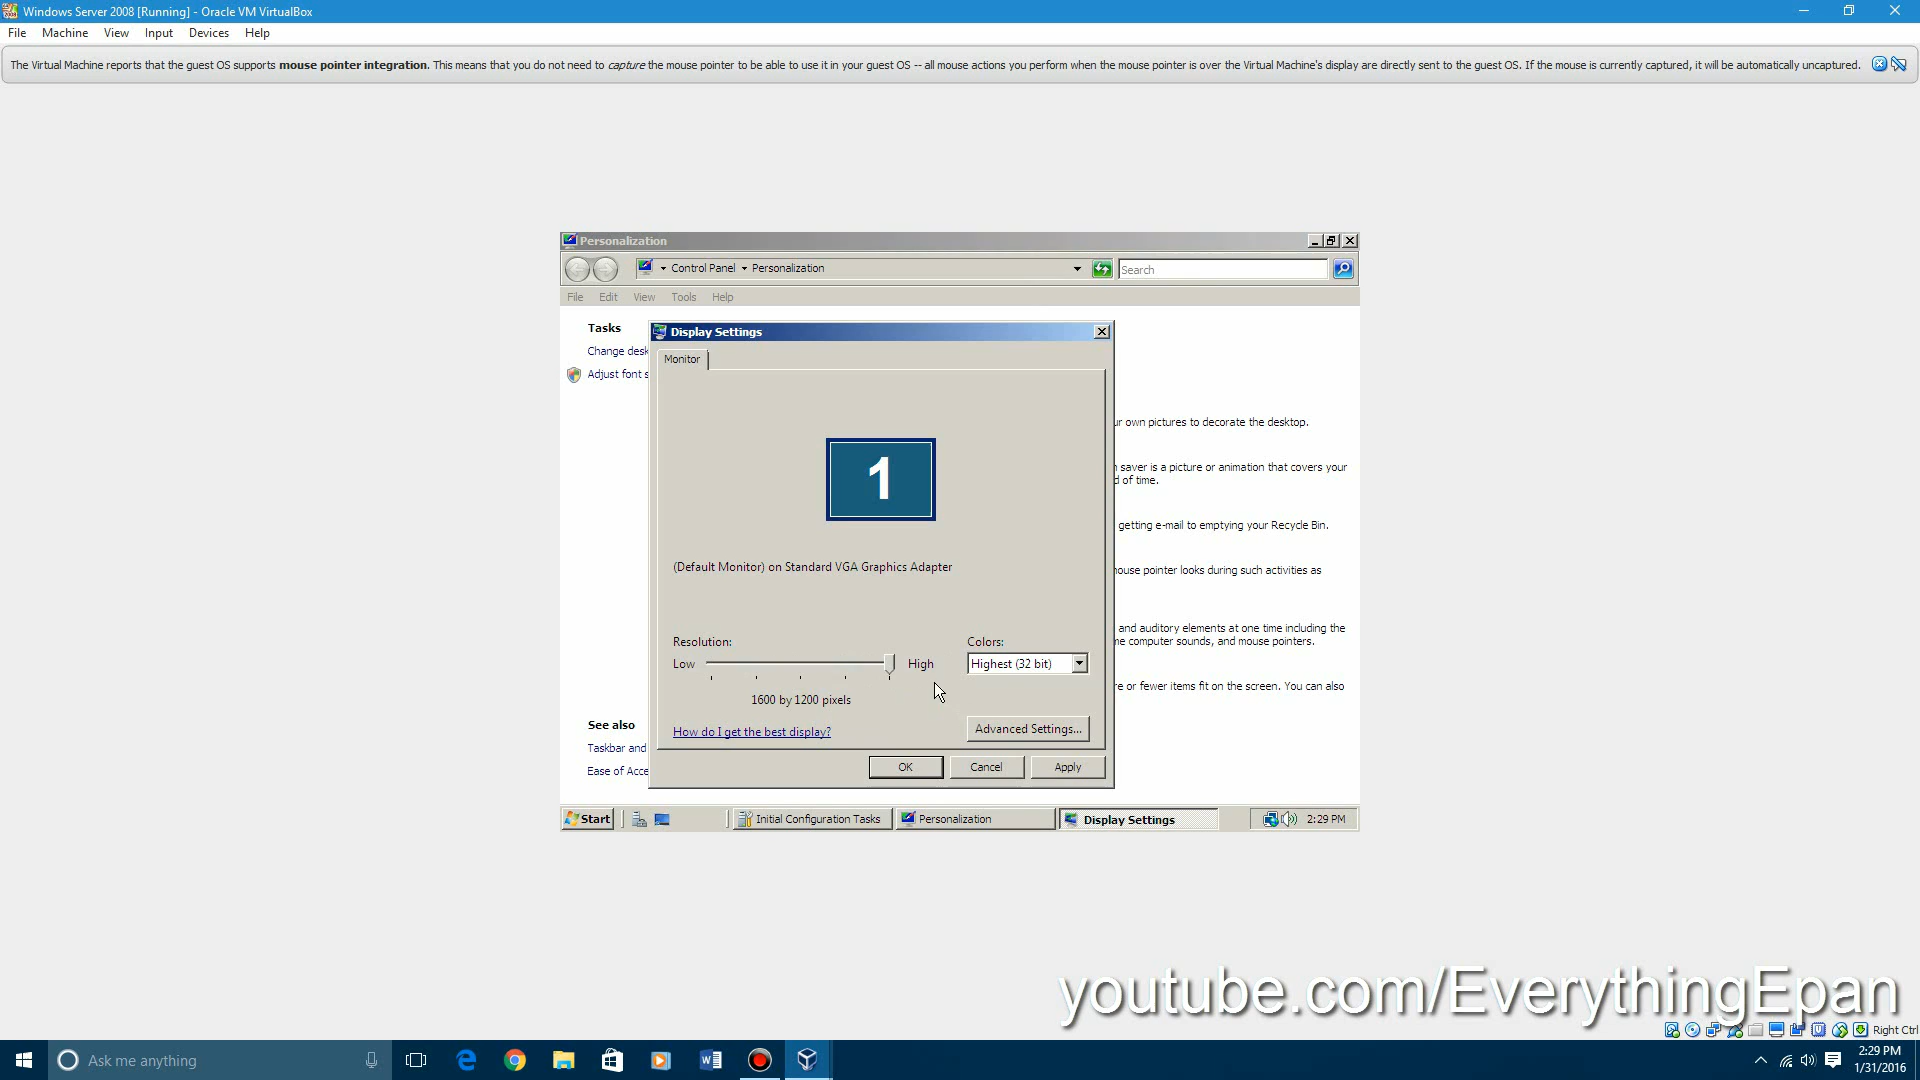 Windows Server 2008 [Running] - Oracle VM VirtualBox
File Machine View Input Devices Help
The Virtual Machine reports that the guest OS supports mouse pointer integration. This means that you do not need to capture the mouse pointer to be able to use it in your guest OS -- all mouse actions you perform when the mouse pointer is over the Virtual Machine's display are directly sent to the guest OS. If the mouse is currently captured, it will be automatically uncaptured.
Personalization
Control Panel Personalization
Search
File Edit View Tools Help
Tasks
Change desk
Adjust font s
Display Settings
Monitor
1
(Default Monitor) on Standard VGA Graphics Adapter
Resolution:
Low
High
1600 by 1200 pixels
Colors:
Highest (32 bit)
How do I get the best display?
Advanced Settings...
OK
Cancel
Apply
ur own pictures to decorate the desktop.
n saver is a picture or animation that covers your
d of time.
getting e-mail to emptying your Recycle Bin.
mouse pointer looks during such activities as
and auditory elements at one time including the
me computer sounds, and mouse pointers.
re or fewer items fit on the screen. You can also
See also
Taskbar and
Ease of Acce
Start
Initial Configuration Tasks
Personalization
Display Settings
2:29 PM
youtube.com/EverythingEpan
Right Ctrl
Ask me anything
2:29 PM
1/31/2016